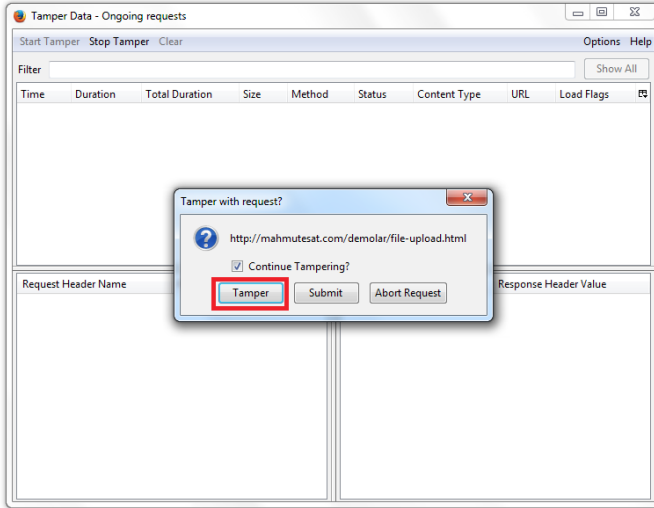 Tamper Data - Ongoing requests
Start Tamper Stop Tamper Clear Options Help
Filter Show All
Time Duration Total Duration Size Method Status Content Type URL Load Flags
Tamper with request?
http://mahmutesat.com/demolar/file-upload.html
Continue Tampering?
Tamper Submit Abort Request
Request Header Name Response Header Value